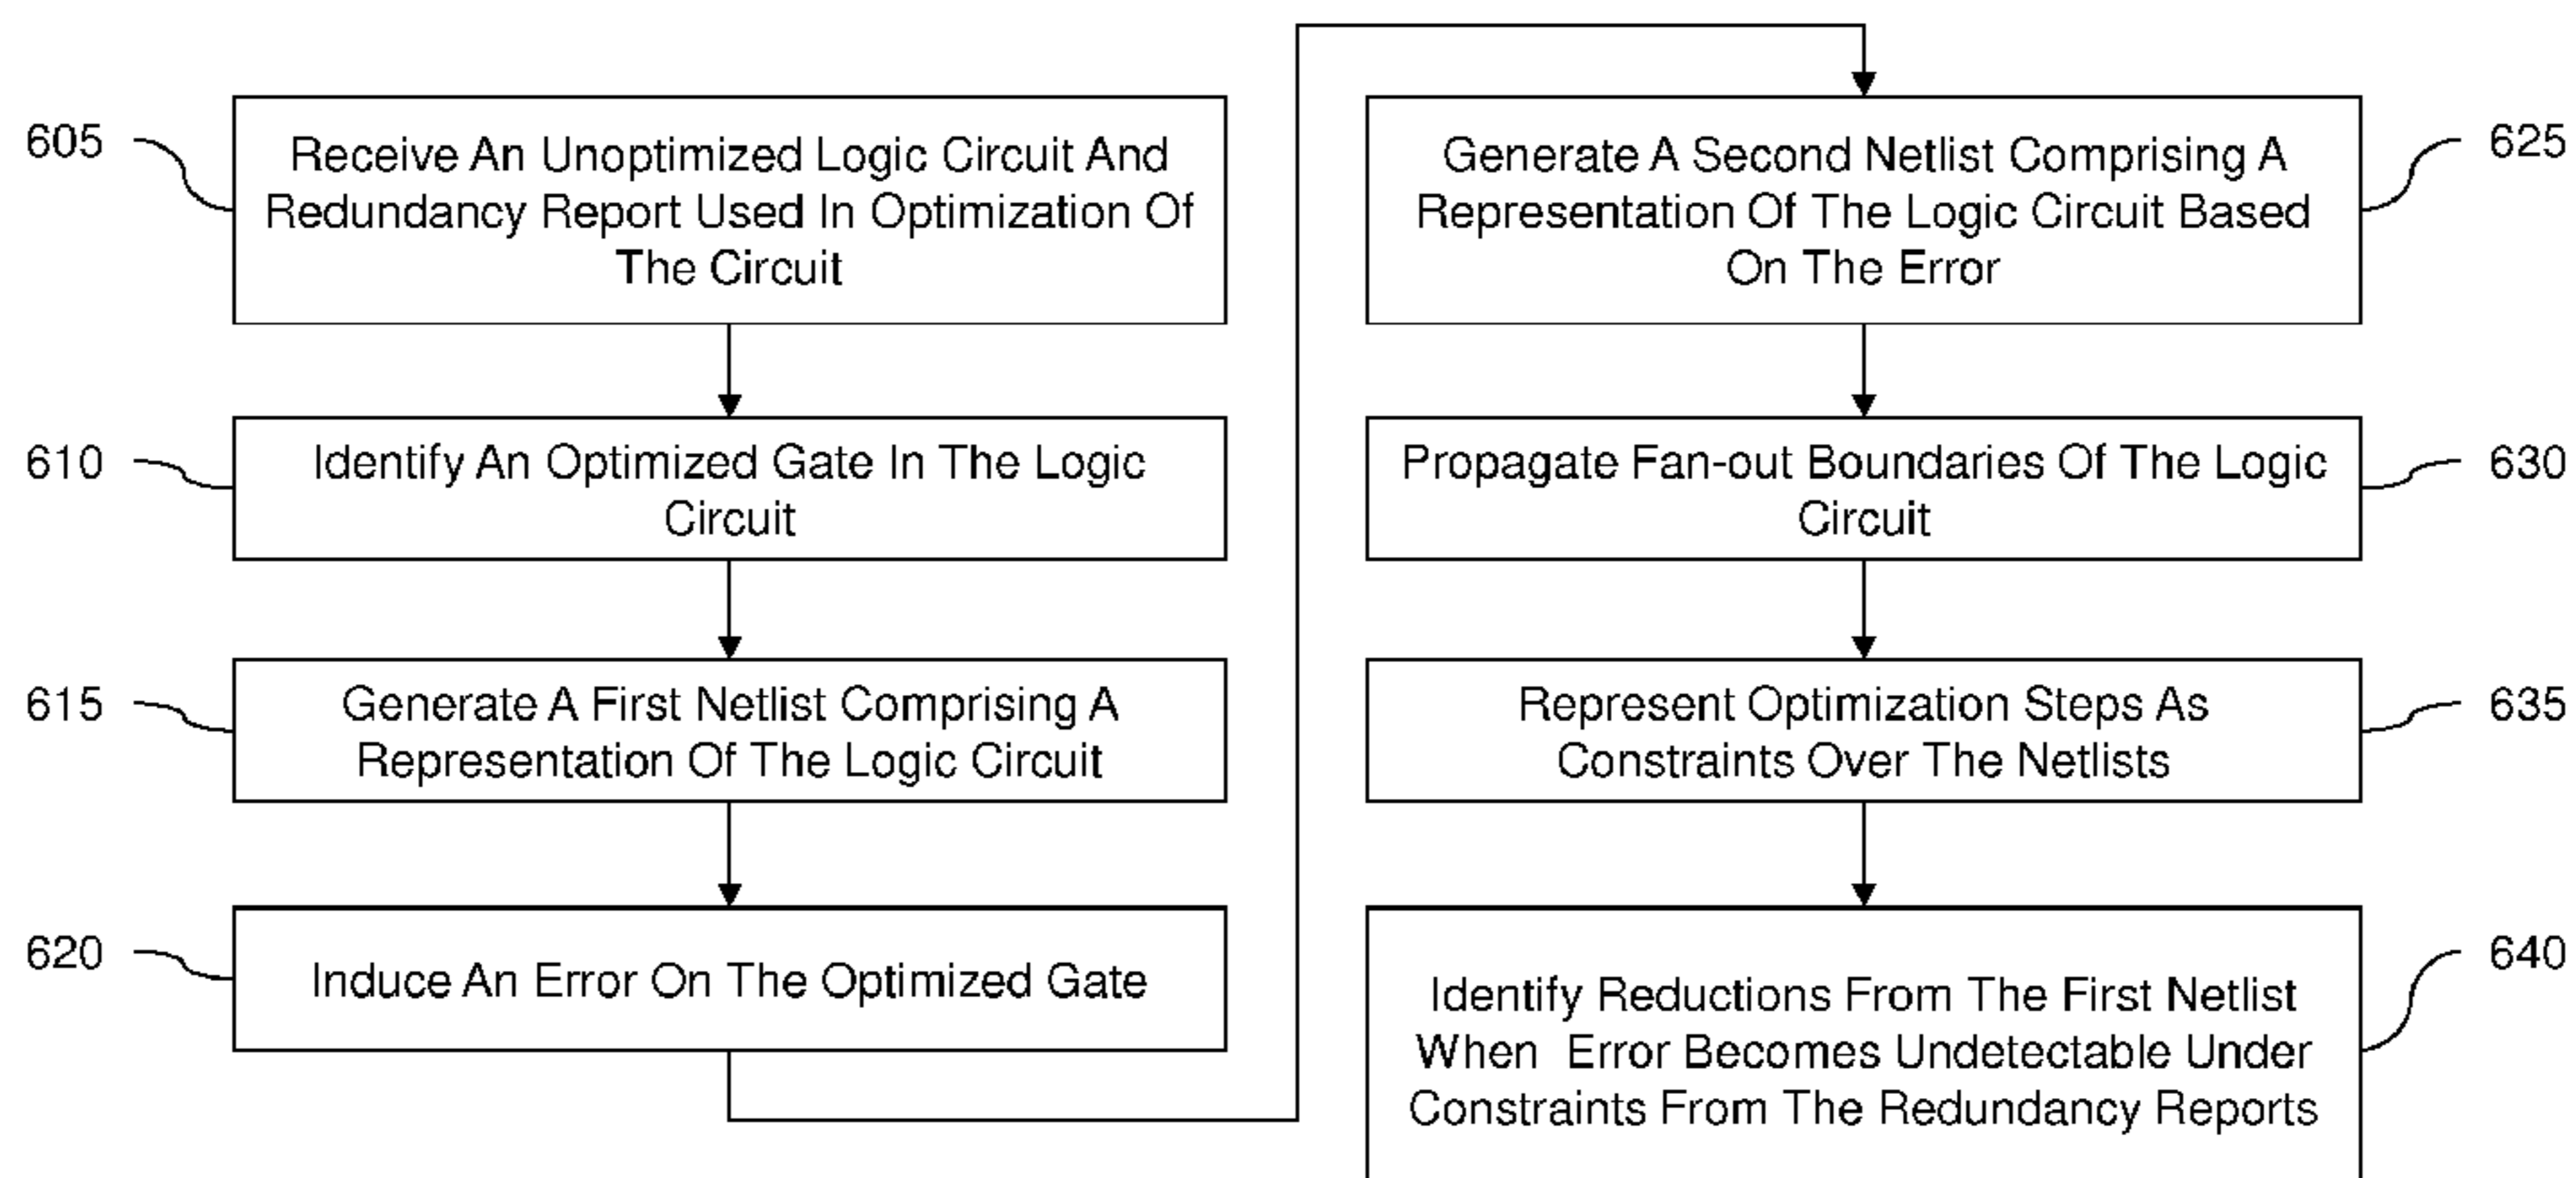 605
Receive An Unoptimized Logic Circuit And
Redundancy Report Used In Optimization Of
The Circuit
610
Identify An Optimized Gate In The Logic
Circuit
615
Generate A First Netlist Comprising A
Representation Of The Logic Circuit
620
Induce An Error On The Optimized Gate
625
Generate A Second Netlist Comprising A
Representation Of The Logic Circuit Based
On The Error
630
Propagate Fan-out Boundaries Of The Logic
Circuit
635
Represent Optimization Steps As
Constraints Over The Netlists
640
Identify Reductions From The First Netlist
When Error Becomes Undetectable Under
Constraints From The Redundancy Reports